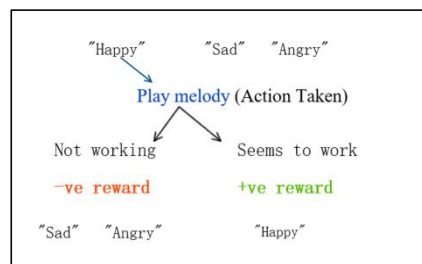 "Happy" "Sad" "Angry"
Play melody (Action Taken)
Not working Seems to work
-ve reward +ve reward
"Sad" "Angry" "Happy"